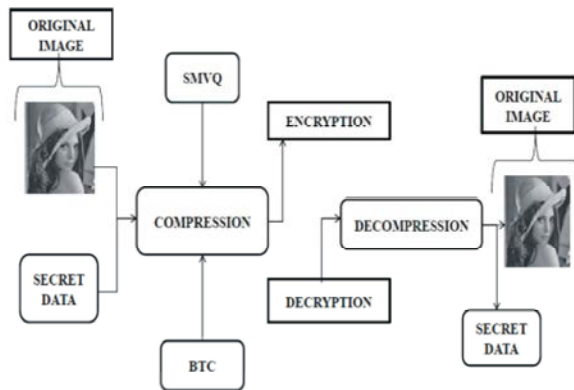 ORIGINAL
IMAGE
SMVQ
ENCRYPTION
COMPRESSION
SECRET
DATA
BTC
ORIGINAL
IMAGE
DECOMPRESSION
DECRYPTION
SECRET
DATA